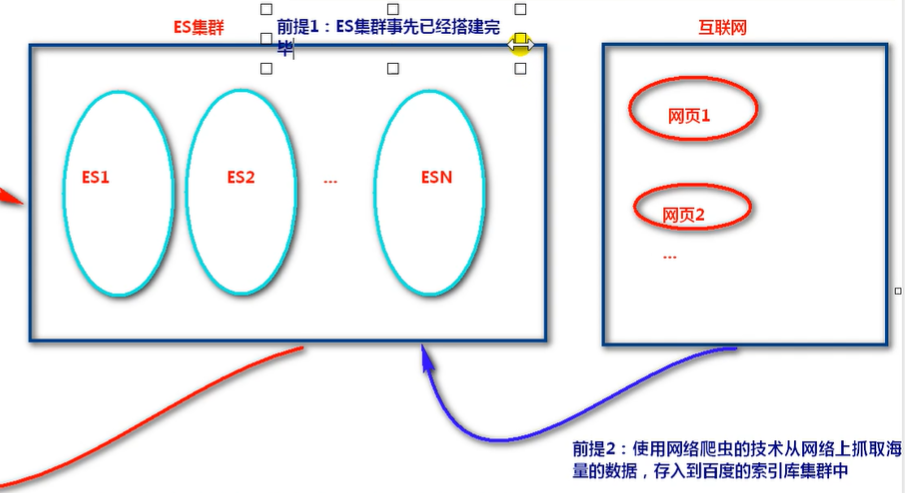 ES集群
前提1：ES集群事先已经搭建完
毕
互联网
网页1
ES1
ES2
...
ESN
网页2
...
前提2：使用网络爬虫的技术从网络上抓取海
量的数据，存入到百度的索引库集群中